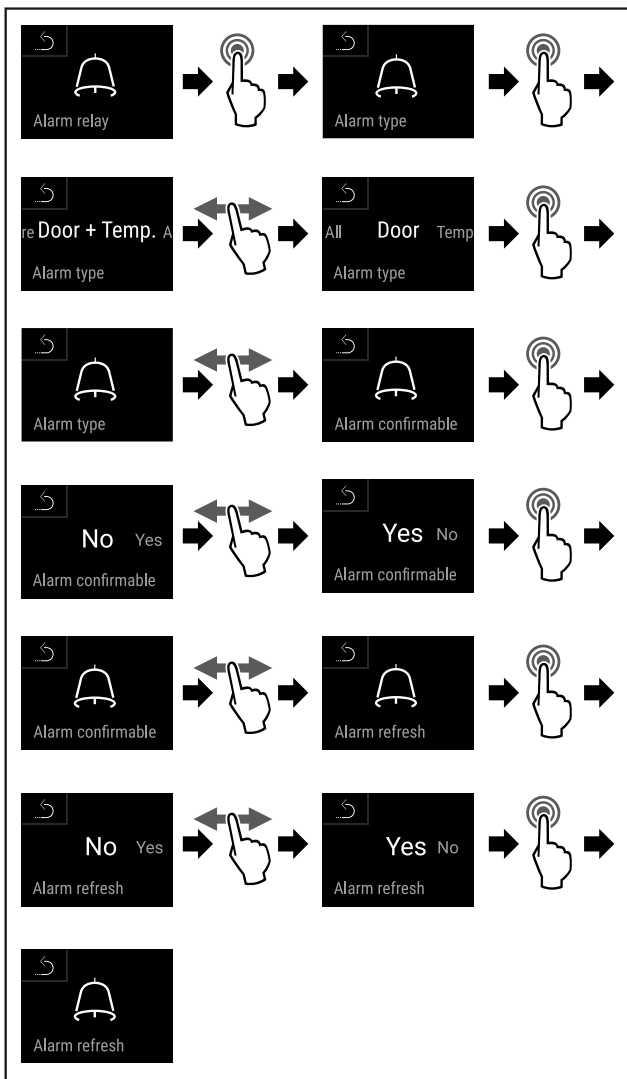 Alarm relay
Alarm type
re Door + Temp. A
Alarm type
All Door Temp
Alarm type
Alarm type
Alarm confirmable
No Yes
Alarm confirmable
Yes No
Alarm confirmable
Alarm confirmable
Alarm refresh
No Yes
Alarm refresh
Yes No
Alarm refresh
Alarm refresh